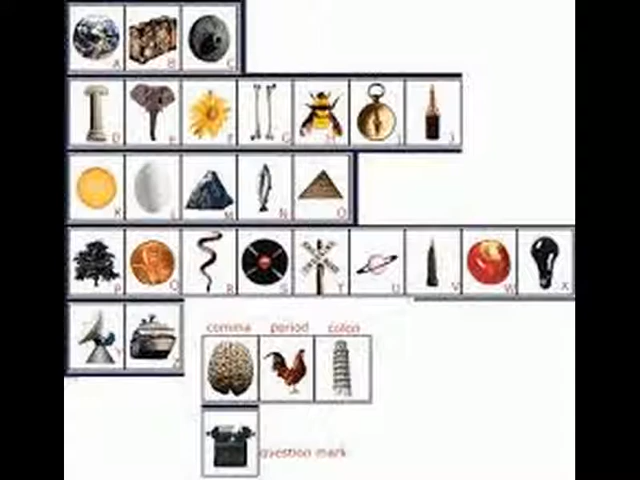 A B C
D E F G H I J
K L M N O
P Q R S T U V W X
Y
comma period colon
question mark